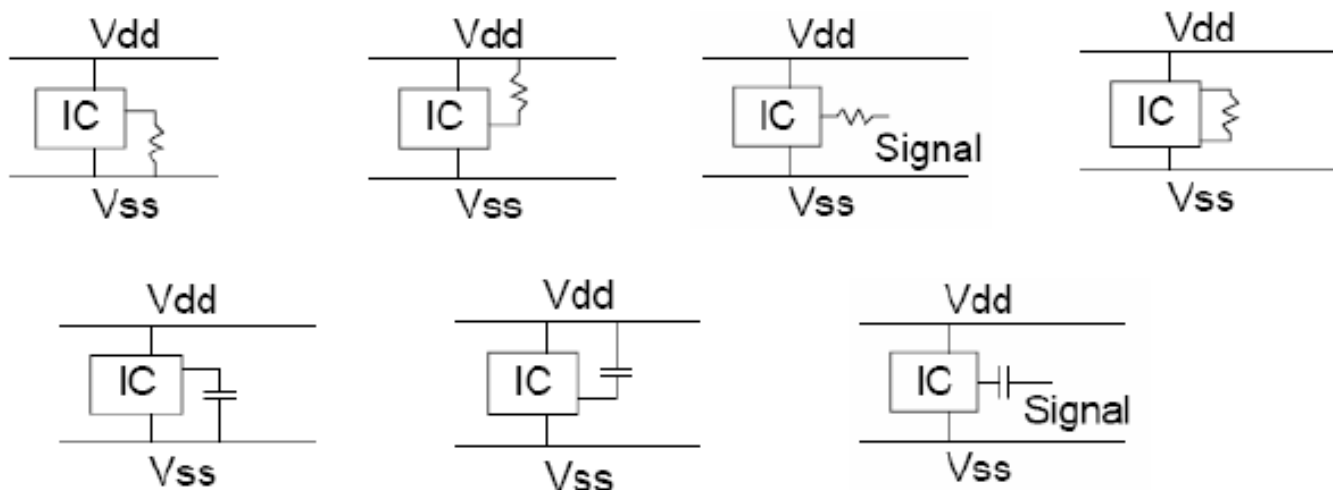 Vdd Vdd Vdd Vdd
IC IC IC IC
Signal
Vss Vss Vss Vss
Vdd Vdd Vdd
IC IC IC
Signal
Vss Vss Vss